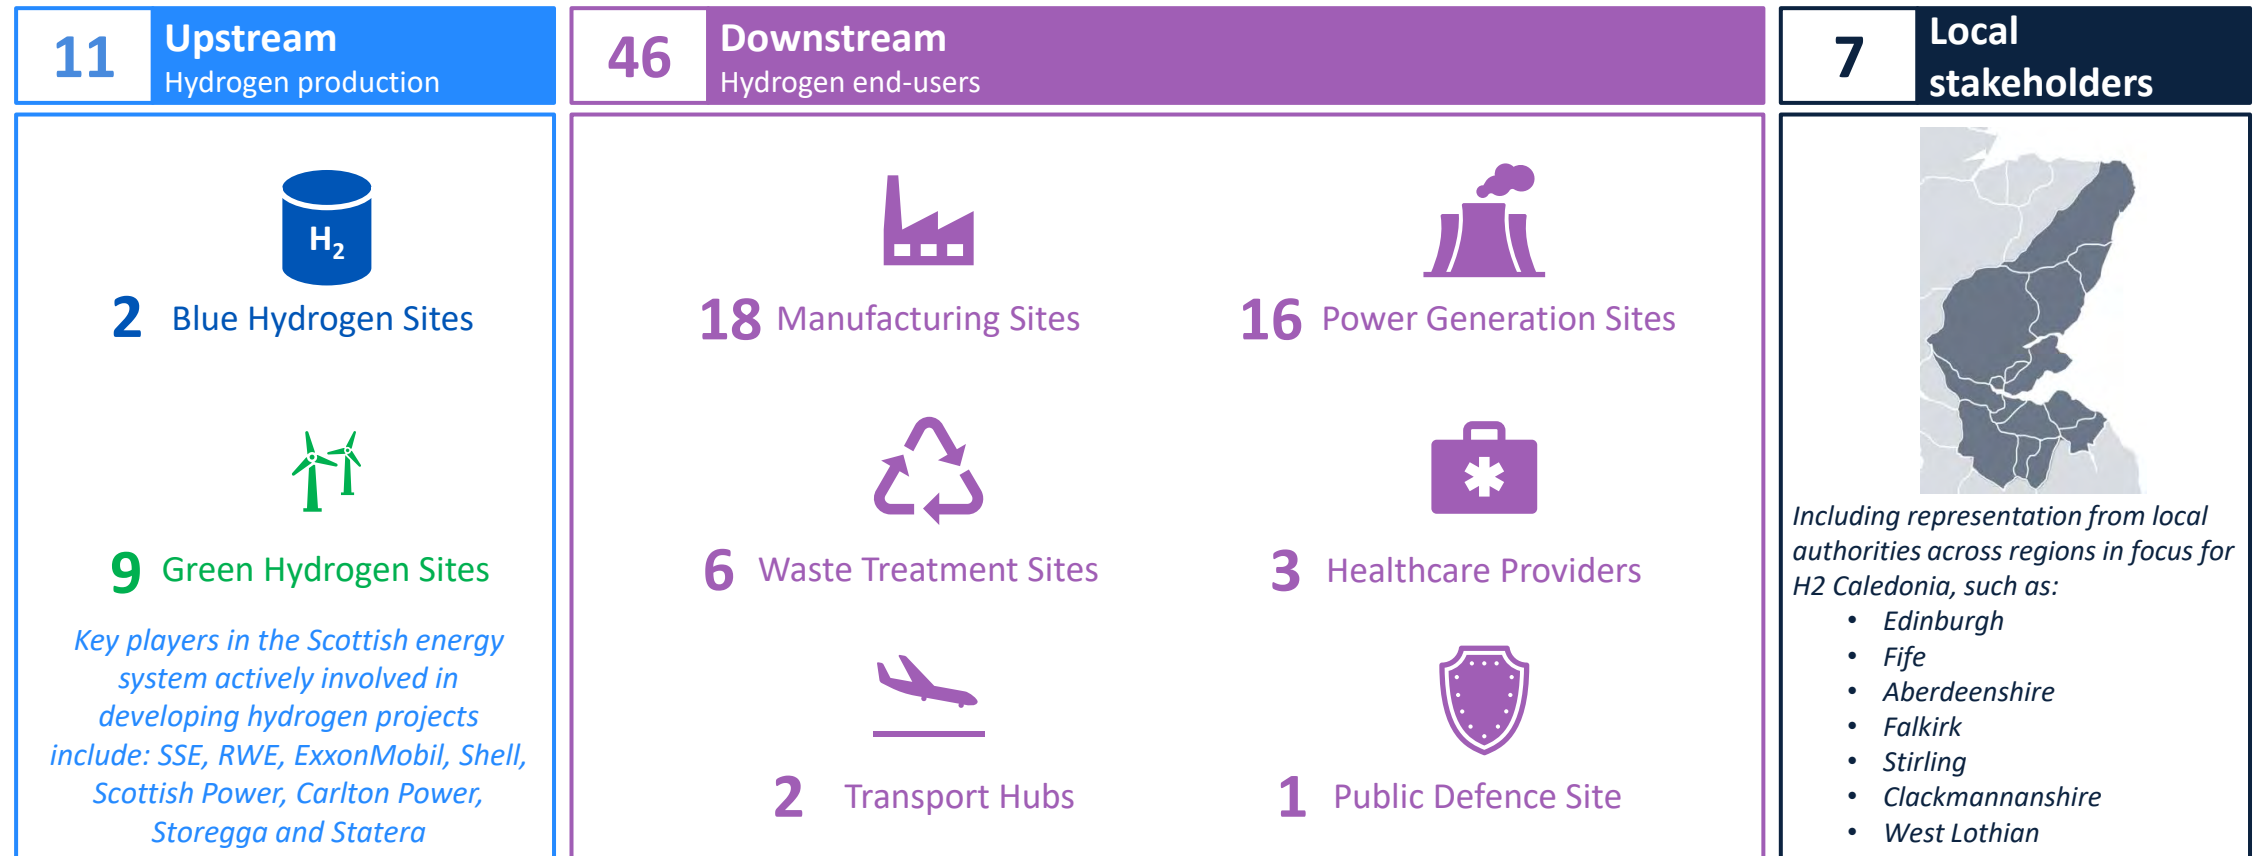 11
Upstream
Hydrogen production
H2
2 Blue Hydrogen Sites
9 Green Hydrogen Sites
Key players in the Scottish energy
system actively involved in
developing hydrogen projects
include: SSE, RWE, ExxonMobil, Shell,
Scottish Power, Carlton Power,
Storegga and Statera
46
Downstream
Hydrogen end-users
18 Manufacturing Sites
16 Power Generation Sites
6 Waste Treatment Sites
3 Healthcare Providers
2 Transport Hubs
1 Public Defence Site
7
Local
stakeholders
Including representation from local
authorities across regions in focus for
H2 Caledonia, such as:
• Edinburgh
• Fife
• Aberdeenshire
• Falkirk
• Stirling
• Clackmannanshire
• West Lothian